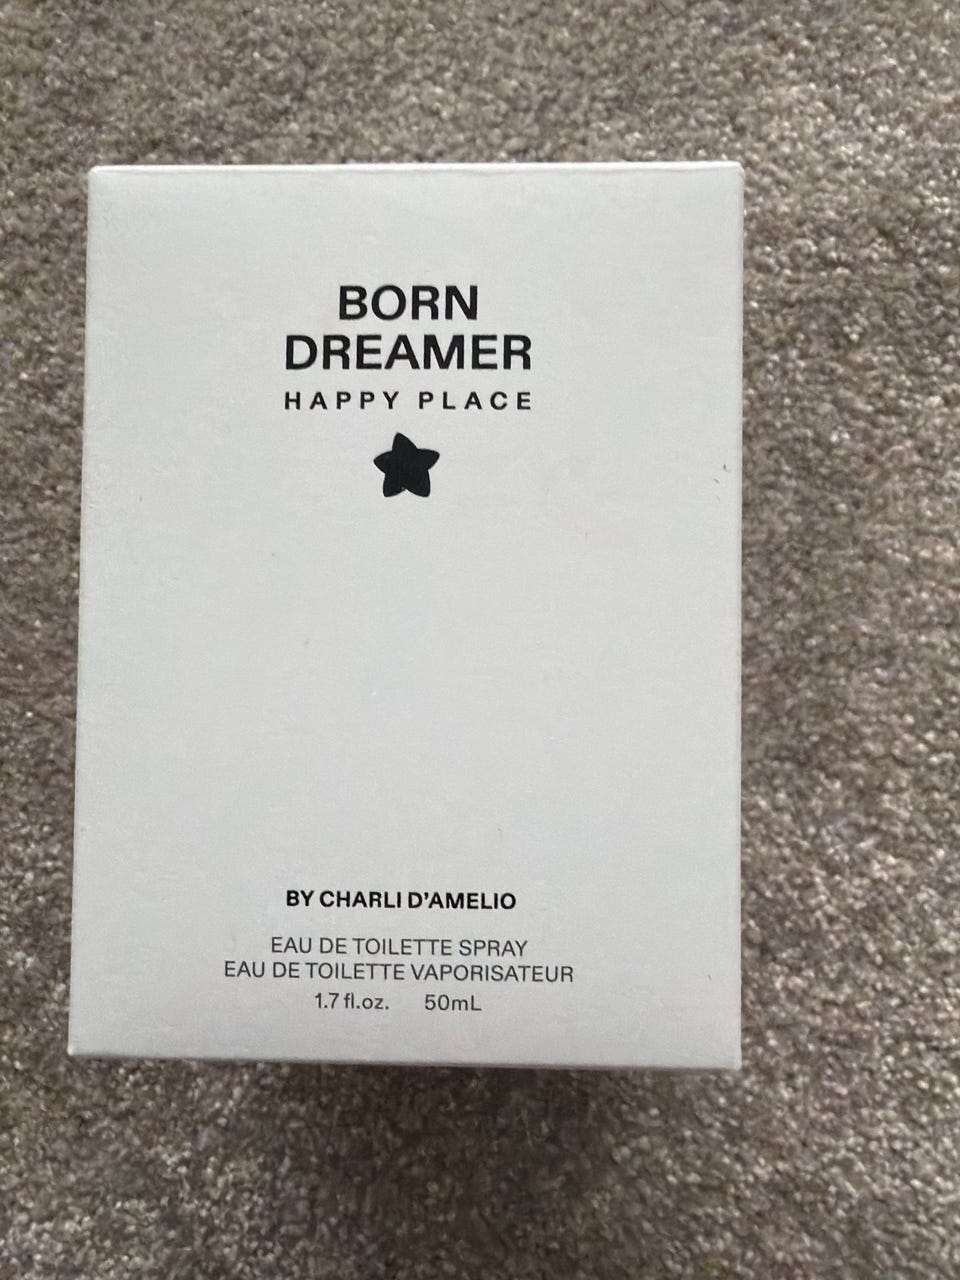 BORN
DREAMER
HAPPY PLACE
BY CHARLI D'AMELIO
EAU DE TOILETTE SPRAY
EAU DE TOILETTE VAPORISATEUR
1.7 fl.oz. 50mL